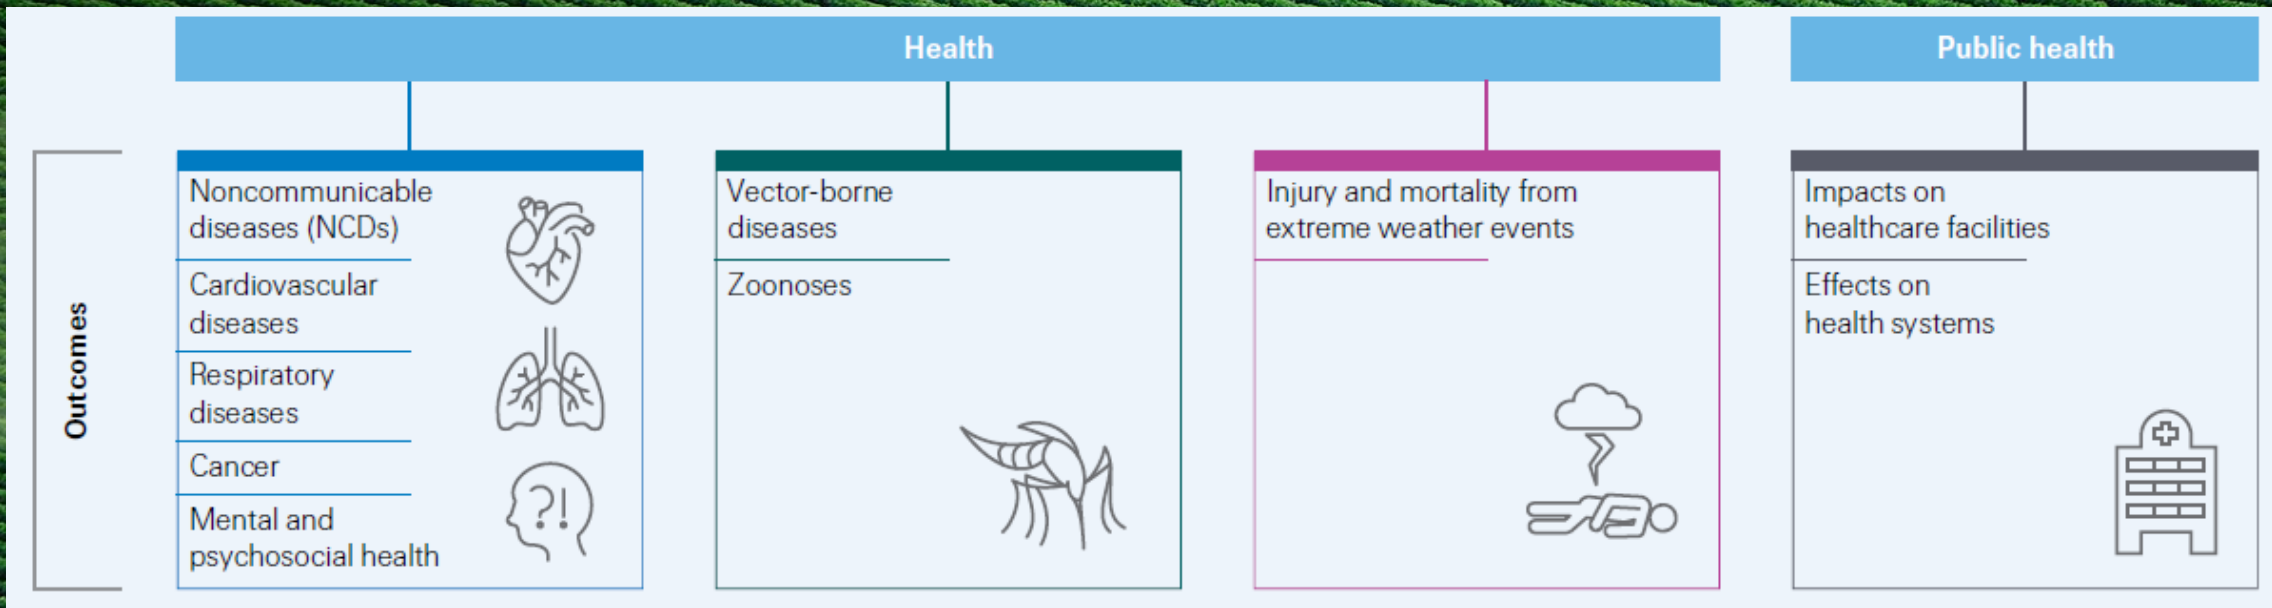 Health
Public health
Outcomes
Noncommunicable
diseases (NCDs)
Cardiovascular
diseases
Respiratory
diseases
Cancer
Mental and
psychosocial health
?!
Vector-borne
diseases
Zoonoses
Injury and mortality from
extreme weather events
Impacts on
healthcare facilities
Effects on
health systems